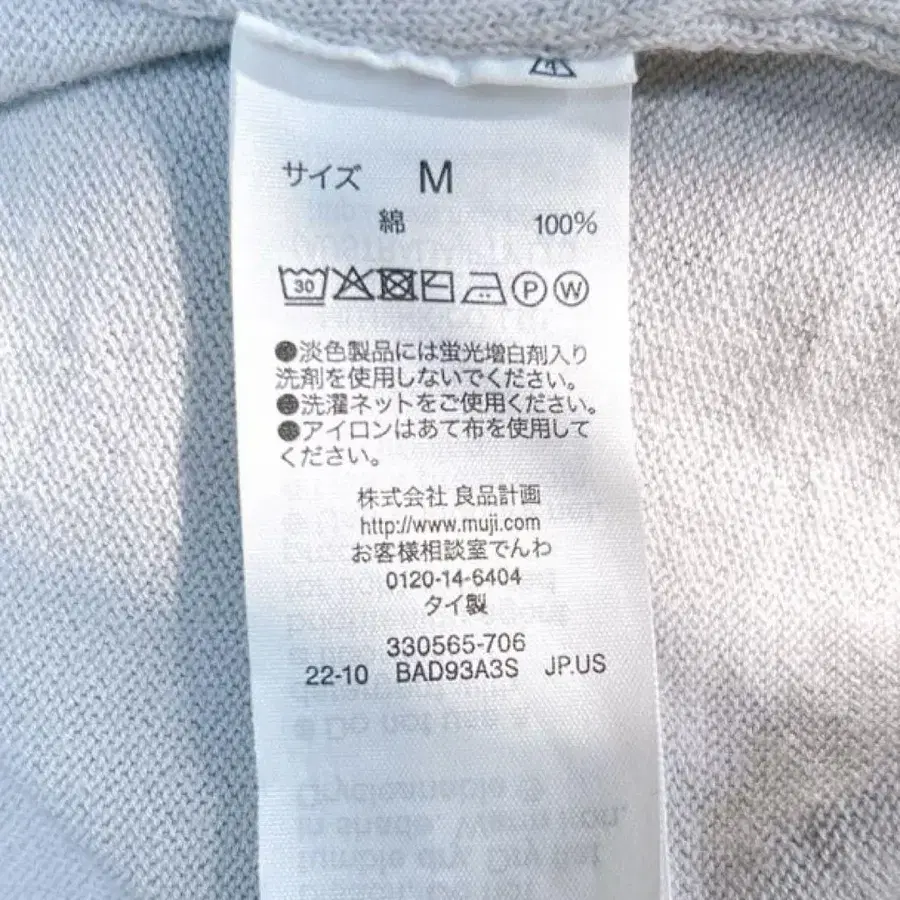 サイズ M
綿 100%
30 P W
●淡色製品には蛍光増白剤入り
洗剤を使用しないでください。
●洗濯ネットをご使用ください。
●アイロンはあて布を使用して
ください。
株式会社 良品計画
http://www.muji.com
お客様相談室でんわ
0120-14-6404
タイ製
330565-706
22-10 BAD93A3S JP.US